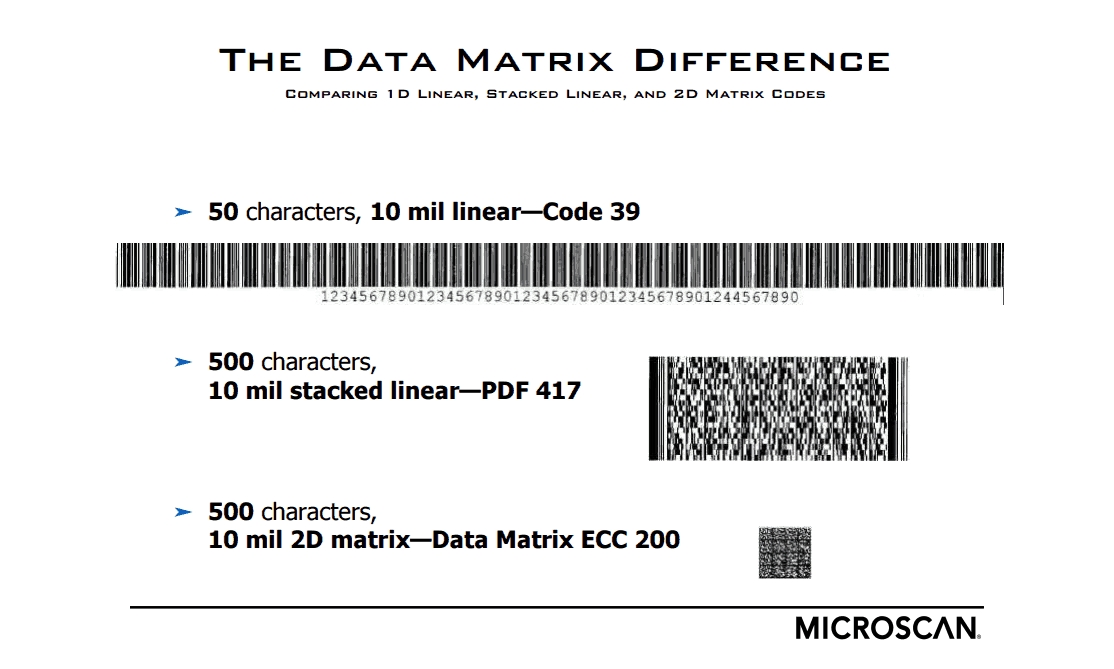 THE DATA MATRIX DIFFERENCE
COMPARING 1D LINEAR, STACKED LINEAR, AND 2D MATRIX CODES
➤ 50 characters, 10 mil linear—Code 39
12345678901234567890123456789012345678901244567890
➤ 500 characters,
10 mil stacked linear—PDF 417
➤ 500 characters,
10 mil 2D matrix—Data Matrix ECC 200
MICROSCAN®